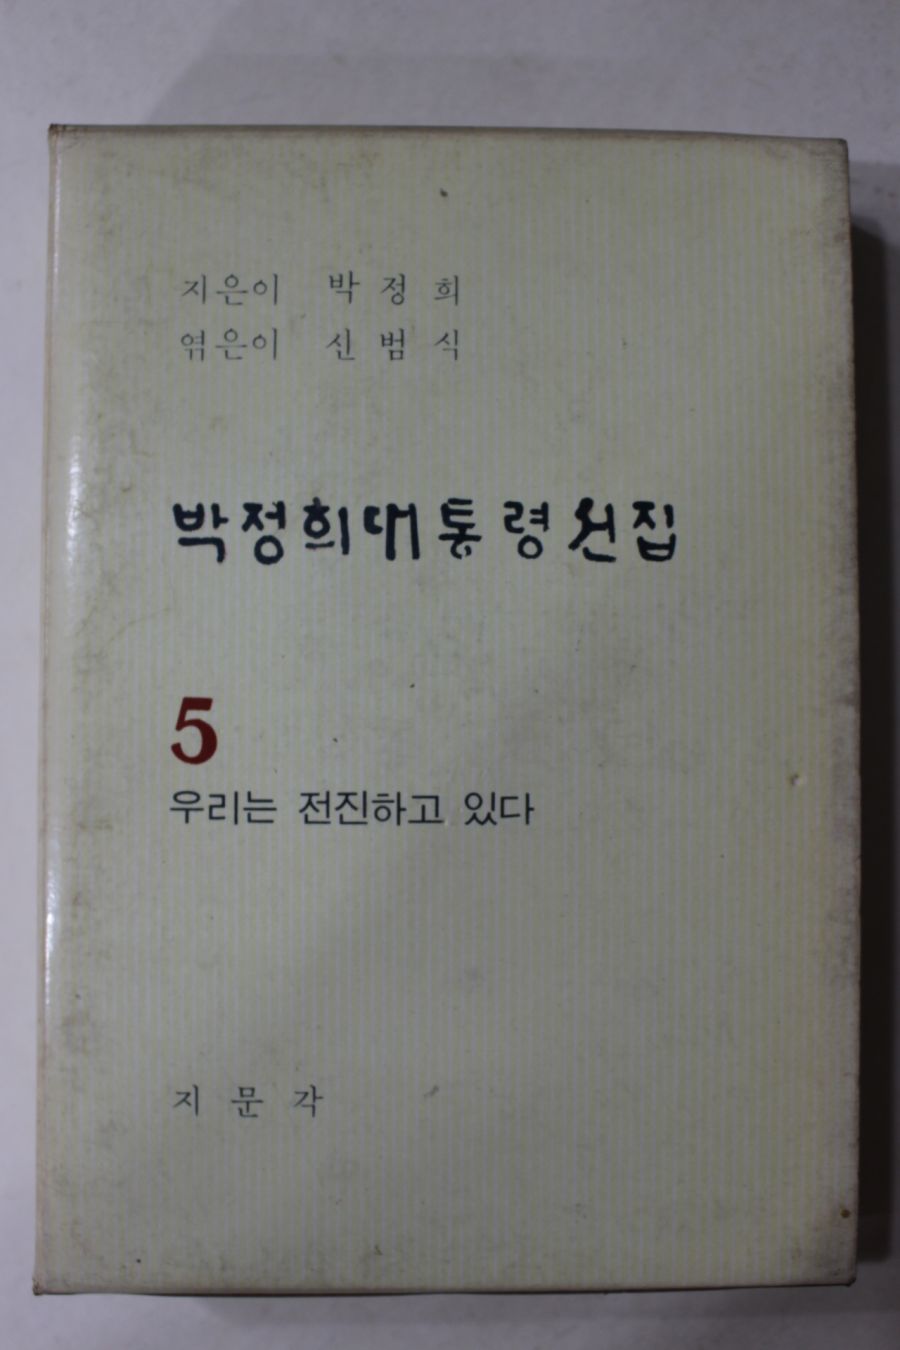 지은이 박정희
엮은이 신범식
박정희대통령선집
5
우리는 전진하고 있다
지문각